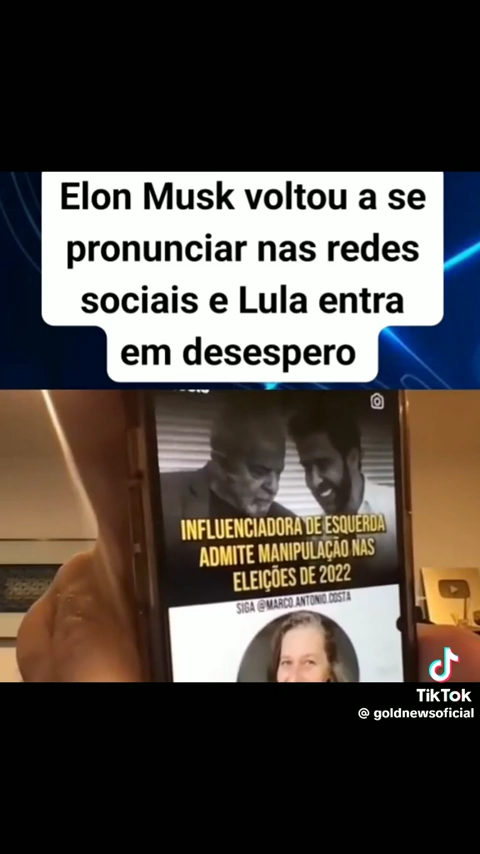 Elon Musk voltou a se
pronunciar nas redes
sociais e Lula entra
em desespero
INFLUENCIADORA DE ESQUERDA
ADMITE MANIPULAÇÃO NAS
ELEIÇÕES DE 2022
SIGA @MARCO.ANTONIO.COSTA
TikTok
@ goldnewsoficial